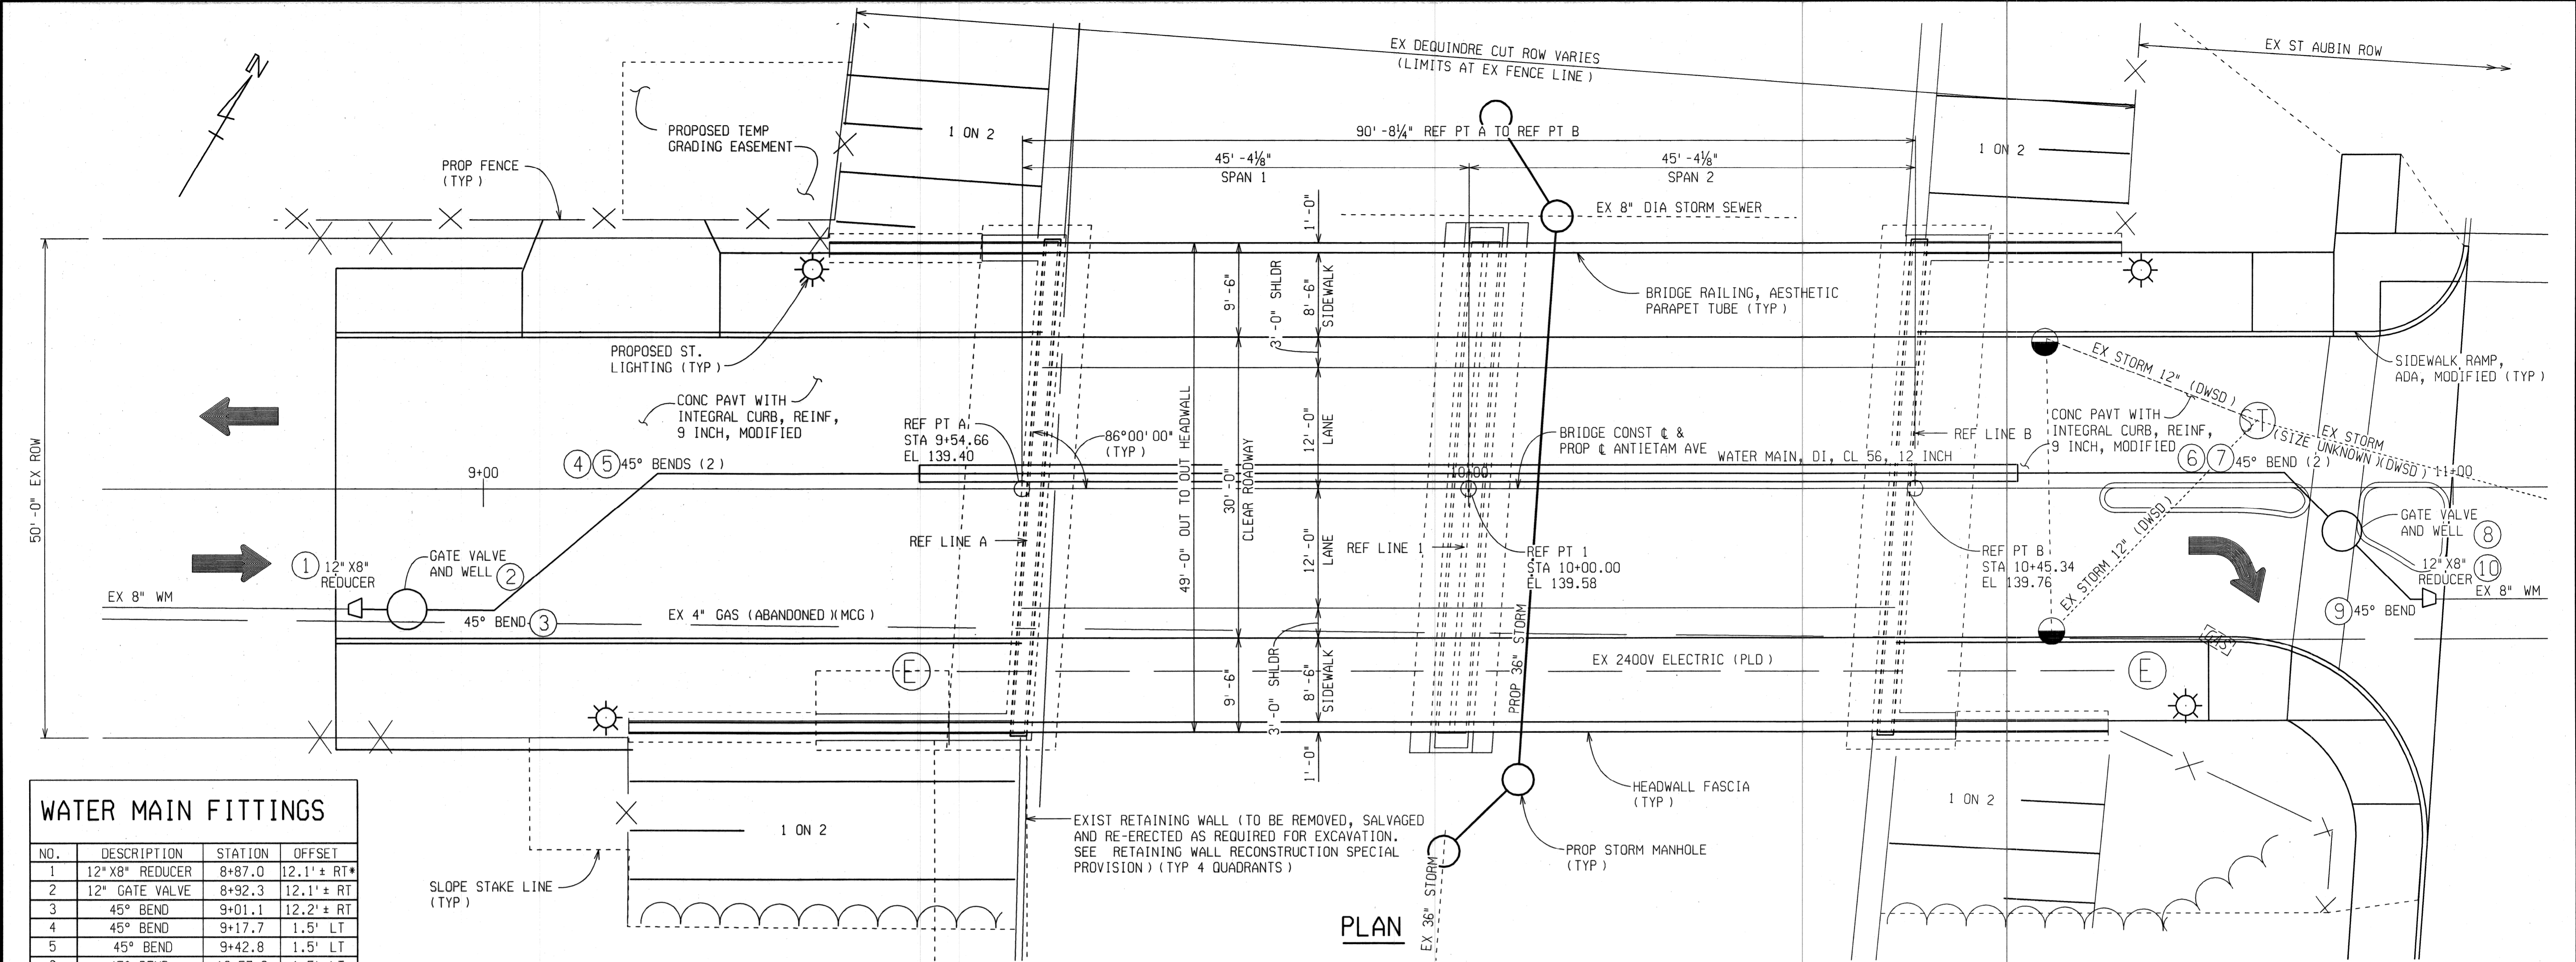 N
EX DEQUINDRE CUT ROW VARIES
(LIMITS AT EX FENCE LINE)
EX ST AUBIN ROW
PROPOSED TEMP
GRADING EASEMENT
1 ON 2
90'-8¼" REF PT A TO REF PT B
1 ON 2
PROP FENCE
(TYP)
45'-4⅛"
SPAN 1
45'-4⅛"
SPAN 2
1'-0"
EX 8" DIA STORM SEWER
50'-0" EX ROW
9'-6"
3'-0" SHLDR
8'-6"
SIDEWALK
BRIDGE RAILING, AESTHETIC
PARAPET TUBE (TYP)
PROPOSED ST.
LIGHTING (TYP)
EX STORM 12" (DWSD)
SIDEWALK RAMP,
ADA, MODIFIED (TYP)
CONC PAVT WITH
INTEGRAL CURB, REINF,
9 INCH, MODIFIED
REF PT A
STA 9+54.66
EL 139.40
86°00'00"
(TYP)
49'-0" OUT TO OUT HEADWALL
30'-0"
CLEAR ROADWAY
12'-0"
LANE
BRIDGE CONST ℄ &
PROP ℄ ANTIETAM AVE
WATER MAIN, DI, CL 56, 12 INCH
REF LINE B
CONC PAVT WITH
INTEGRAL CURB, REINF,
9 INCH, MODIFIED
ST
EX STORM
(SIZE UNKNOWN)(DWSD)
11+00
6 7 45° BEND (2)
4 5 45° BENDS (2)
9+00
10+00
REF LINE A
REF LINE 1
12'-0"
LANE
REF PT 1
STA 10+00.00
EL 139.58
REF PT B
STA 10+45.34
EL 139.76
EX STORM 12" (DWSD)
GATE VALVE
AND WELL 8
12"X8"
REDUCER 10
EX 8" WM
9 45° BEND
1 12"X8"
REDUCER
GATE VALVE
AND WELL 2
EX 8" WM
45° BEND 3
EX 4" GAS (ABANDONED)(MCG)
E
9'-6"
3'-0" SHLDR
8'-6"
SIDEWALK
1'-0"
PROP 36" STORM
EX 2400V ELECTRIC (PLD)
E
GAS
HEADWALL FASCIA
(TYP)
1 ON 2
1 ON 2
EXIST RETAINING WALL (TO BE REMOVED, SALVAGED
AND RE-ERECTED AS REQUIRED FOR EXCAVATION.
SEE RETAINING WALL RECONSTRUCTION SPECIAL
PROVISION) (TYP 4 QUADRANTS)
PROP STORM MANHOLE
(TYP)
EX 36" STORM
SLOPE STAKE LINE
(TYP)
PLAN
WATER MAIN FITTINGS
NO. DESCRIPTION STATION OFFSET
1 12"X8" REDUCER 8+87.0 12.1'± RT*
2 12" GATE VALVE 8+92.3 12.1'± RT
3 45° BEND 9+01.1 12.2'± RT
4 45° BEND 9+17.7 1.5' LT
5 45° BEND 9+42.8 1.5' LT